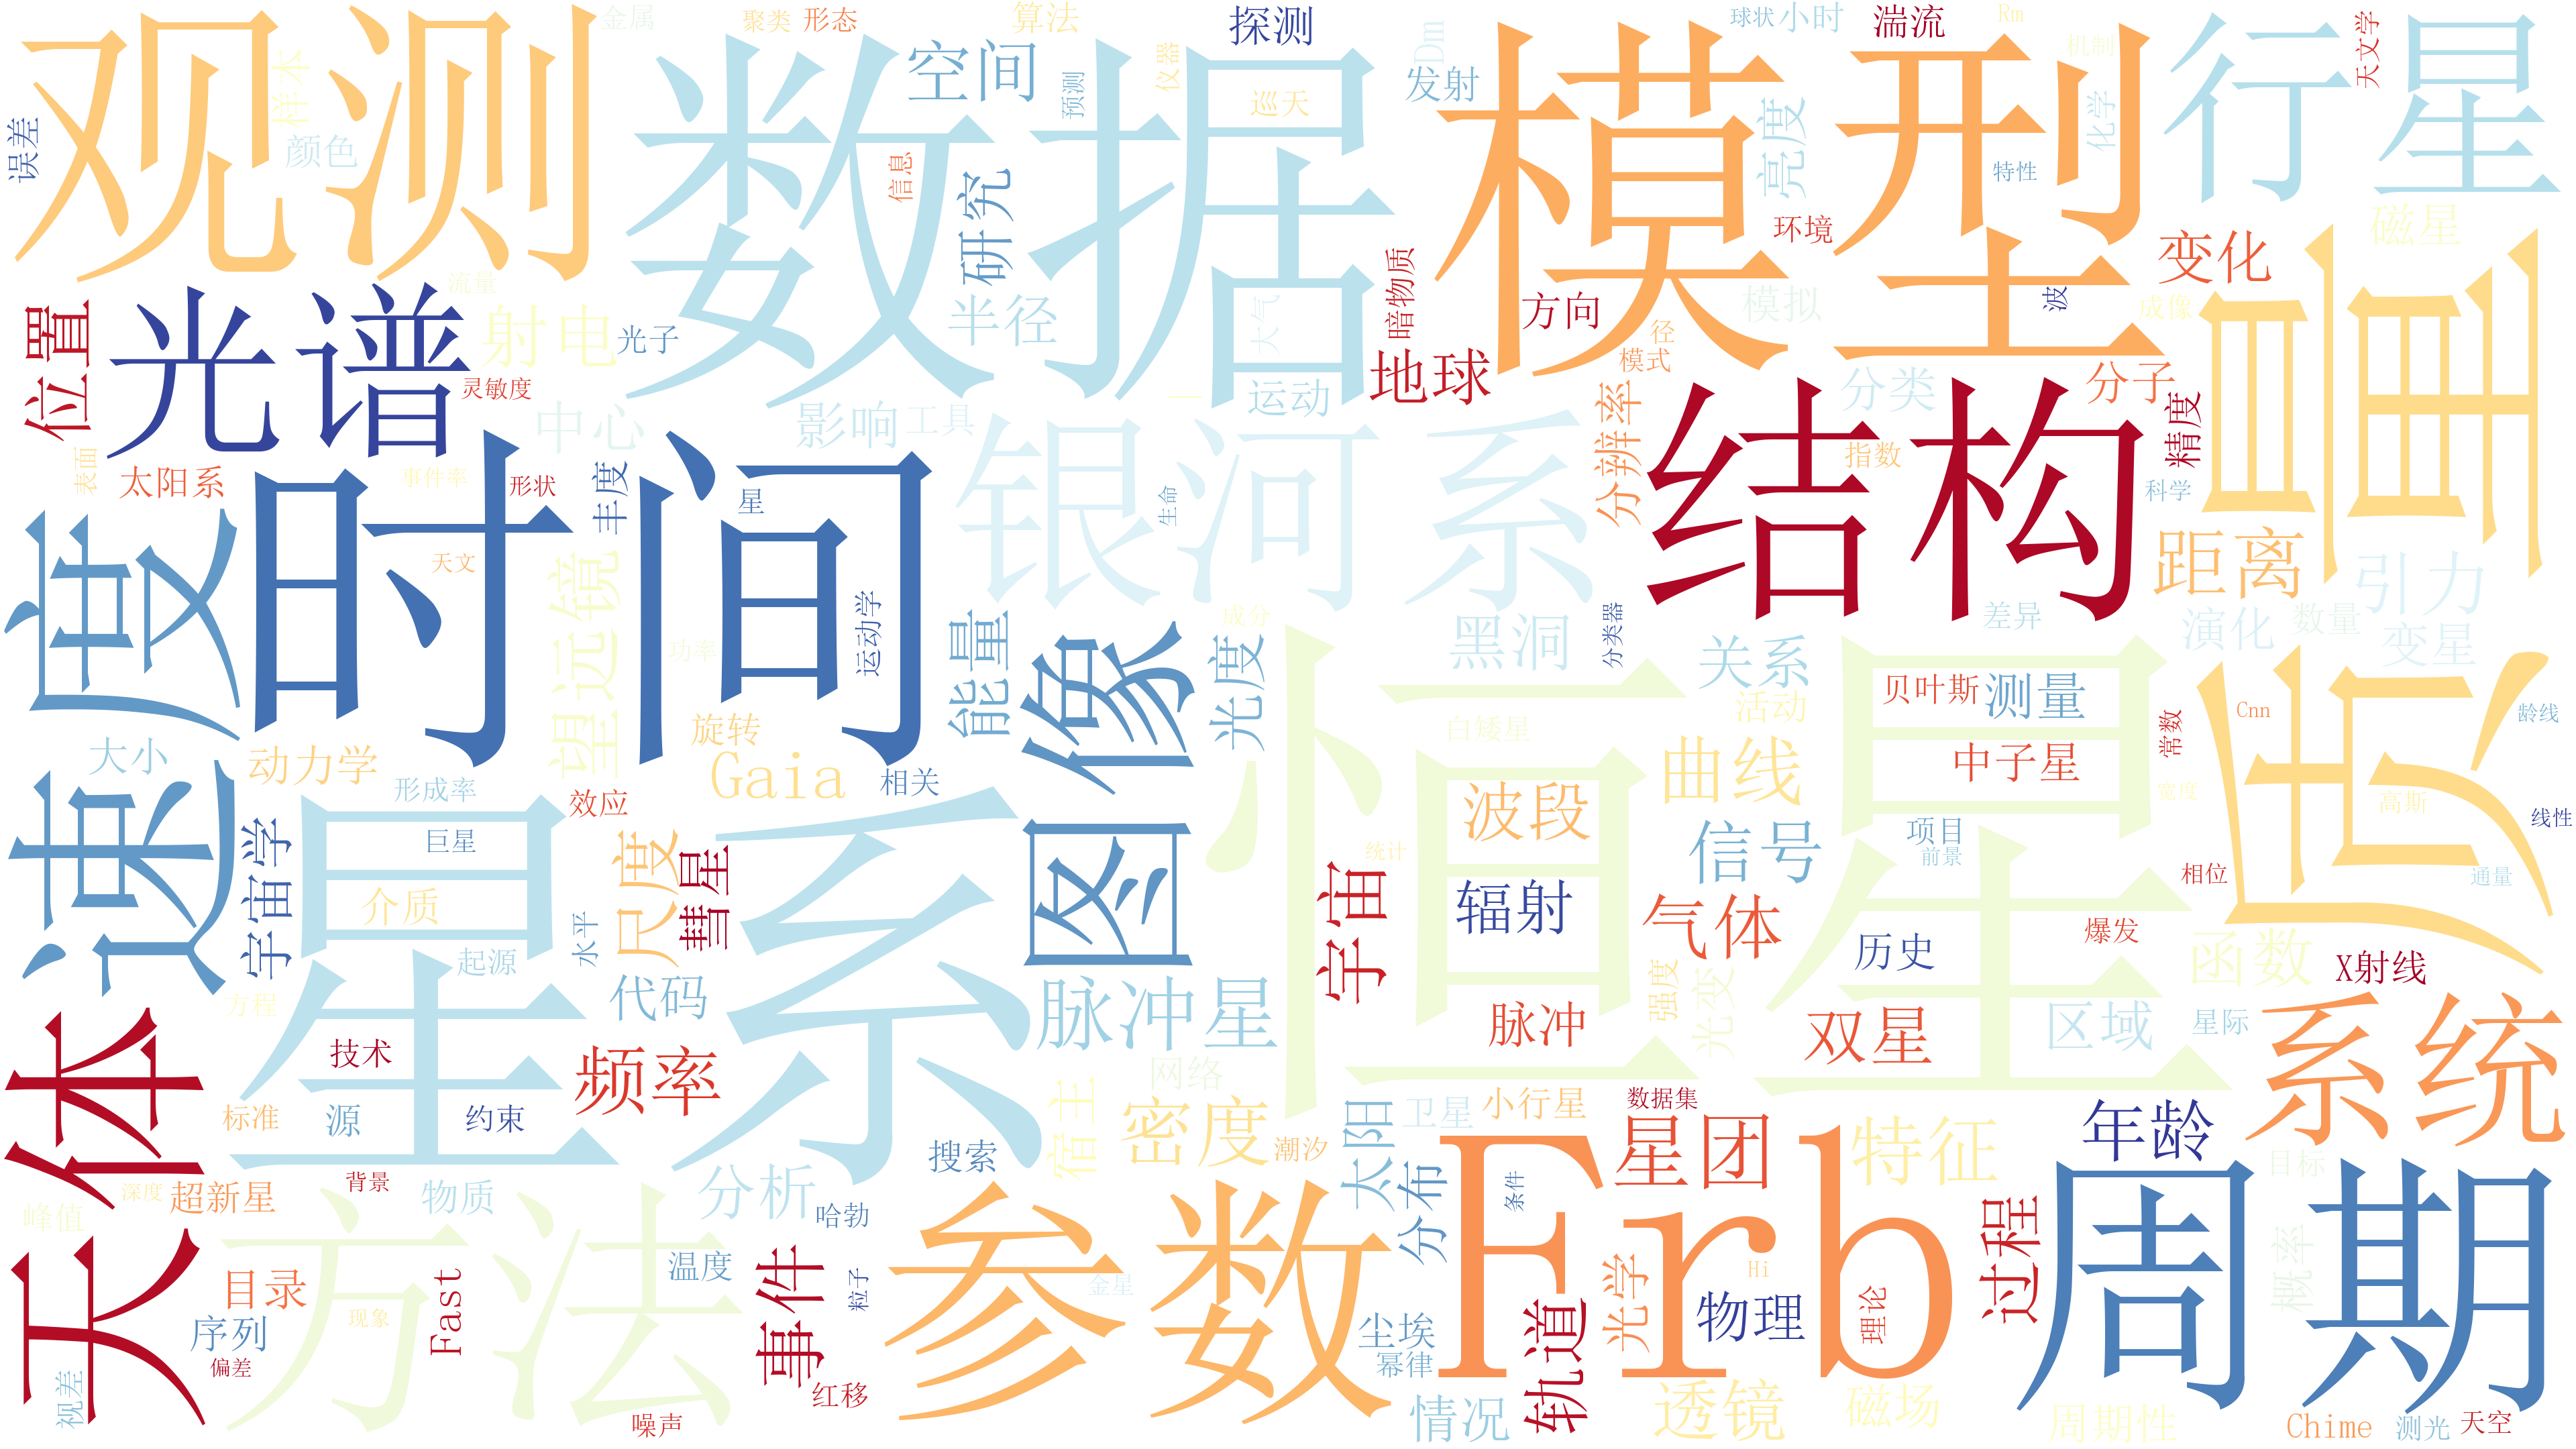 观测
数据
模型
行星
金属
聚类
形态
算法
探测
空间
预测
仪器
巡天
Dm
发射
球状
小时
湍流
Rm
机制
天文学
误差
样本
颜色
信息
研究
亮度
化学
特性
环境
变化
磁星
质量
流量
光谱
射电
光子
半径
大气
运动
暗物质
地球
方向
径
模式
模拟
波
成像
位置
灵敏度
中心
影响
工具
一
银河系
分辨率
分类
指数
结构
分子
精度
科学
表面
太阳系
事件率
形状
丰度
星
生命
时间
天文
望远镜
功率
运动学
距离
引力
速度
能量
图像
成分
光度
黑洞
分类器
关系
差异
演化
数量
变星
大小
动力学
旋转
Gaia
相关
白矮星
活动
贝叶斯
测量
中子星
常数
Cnn
龄线
形成率
效应
恒星
曲线
波段
宽度
高斯
线性
宇宙学
巨星
尺度
彗星
统计
信号
项目
前景
相位
通量
星系
介质
起源
水平
宇宙
辐射
气体
历史
爆发
函数
X射线
方程
代码
脉冲星
脉冲
强度
光变
双星
区域
星际
系统
天体
技术
频率
标准
源
约束
搜索
网络
宿主
密度
潮汐
太阳
卫星
小行星
数据集
星团
特征
年龄
目标
背景
深度
超新星
峰值
物质
分析
哈勃
参数
分布
条件
Frb
过程
周期
概率
方法
目录
序列
偏差
现象
Fast
温度
事件
粒子
金星
尘埃
幂律
光学
Hi
物理
理论
视差
噪声
红移
情况
轨道
透镜
磁场
周期性
Chime
测光
天空